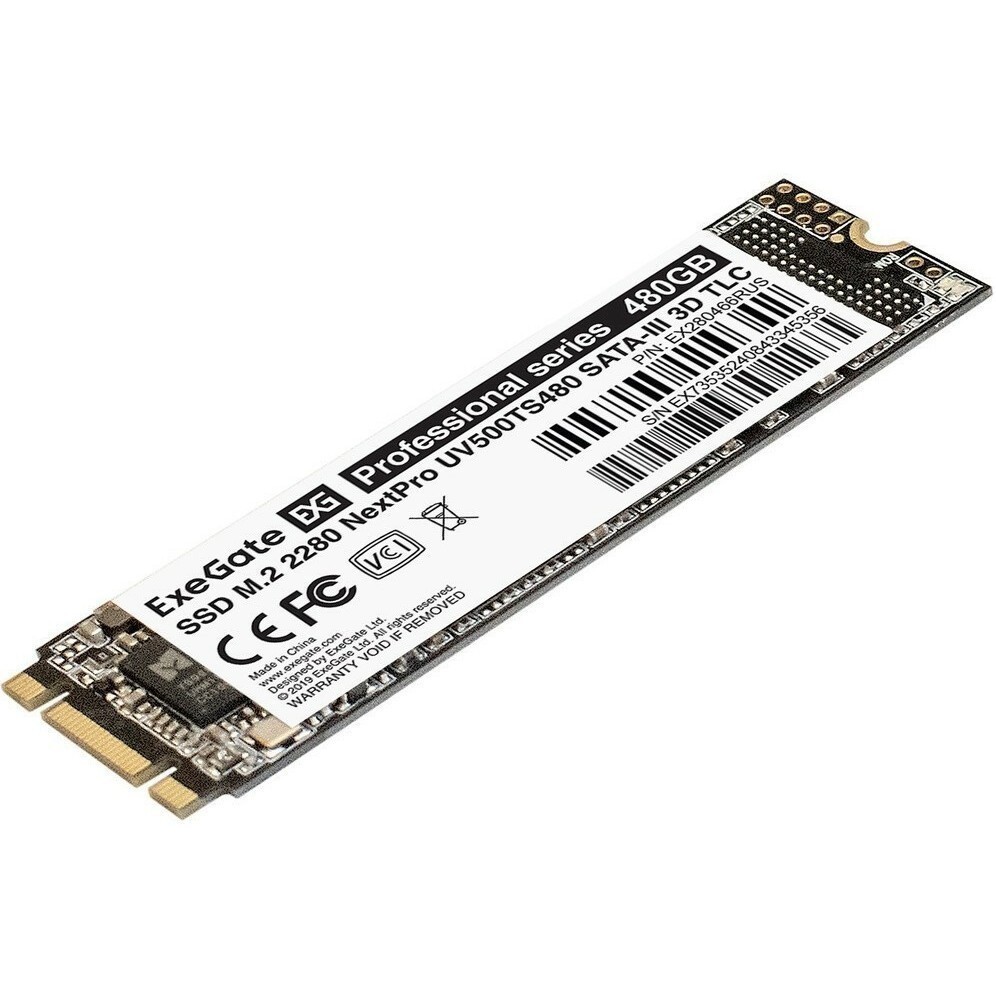 ExeGate EXG Professional series 480GB
SSD M.2 2280 NextPro UV500TS480 SATA-III 3D TLC
P/N: EX280466RUS
S/N:EX73535240843345356
CE FC VCI
Made in China
www.exegate.com
Designed by ExeGate Ltd.
© 2019 ExeGate Ltd. All rights reserved.
WARRANTY VOID IF REMOVED